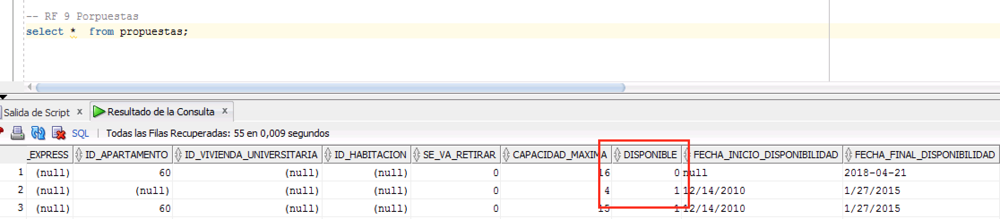 -- RF 9 Porpuestas
select * from propuestas;
Salida de Script x Resultado de la Consulta x
SQL | Todas las Filas Recuperadas: 55 en 0,009 segundos
_EXPRESS ID_APARTAMENTO ID_VIVIENDA_UNIVERSITARIA ID_HABITACION SE_VA_RETIRAR CAPACIDAD_MAXIMA DISPONIBLE FECHA_INICIO_DISPONIBILIDAD FECHA_FINAL_DISPONIBILIDAD
1 (null) 60 (null) (null) 0 16 0 null 2018-04-21
2 (null) (null) (null) (null) 0 4 1 12/14/2010 1/27/2015
3 (null) 60 (null) (null) 0 15 1 12/14/2010 1/27/2015